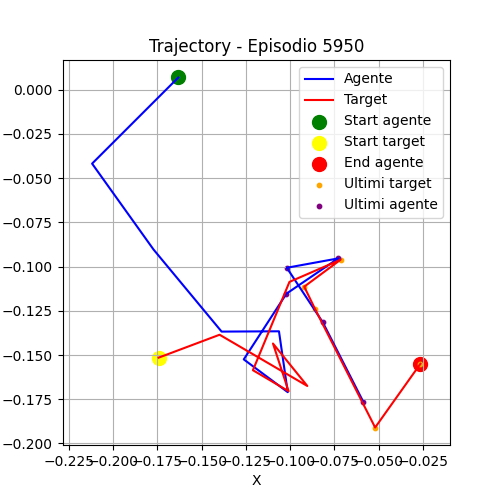 Trajectory - Episodio 5950
Agente
Target
Start agente
Start target
End agente
Ultimi target
Ultimi agente
0.000
−0.025
−0.050
−0.075
−0.100
−0.125
−0.150
−0.175
−0.200
−0.225 −0.200 −0.175 −0.150 −0.125 −0.100 −0.075 −0.050 −0.025
X